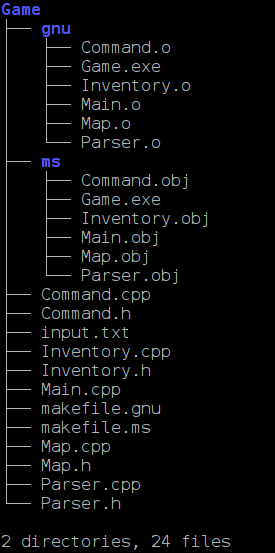 Game
├── gnu
│   ├── Command.o
│   ├── Game.exe
│   ├── Inventory.o
│   ├── Main.o
│   ├── Map.o
│   └── Parser.o
├── ms
│   ├── Command.obj
│   ├── Game.exe
│   ├── Inventory.obj
│   ├── Main.obj
│   ├── Map.obj
│   └── Parser.obj
├── Command.cpp
├── Command.h
├── input.txt
├── Inventory.cpp
├── Inventory.h
├── Main.cpp
├── makefile.gnu
├── makefile.ms
├── Map.cpp
├── Map.h
├── Parser.cpp
└── Parser.h
2 directories, 24 files